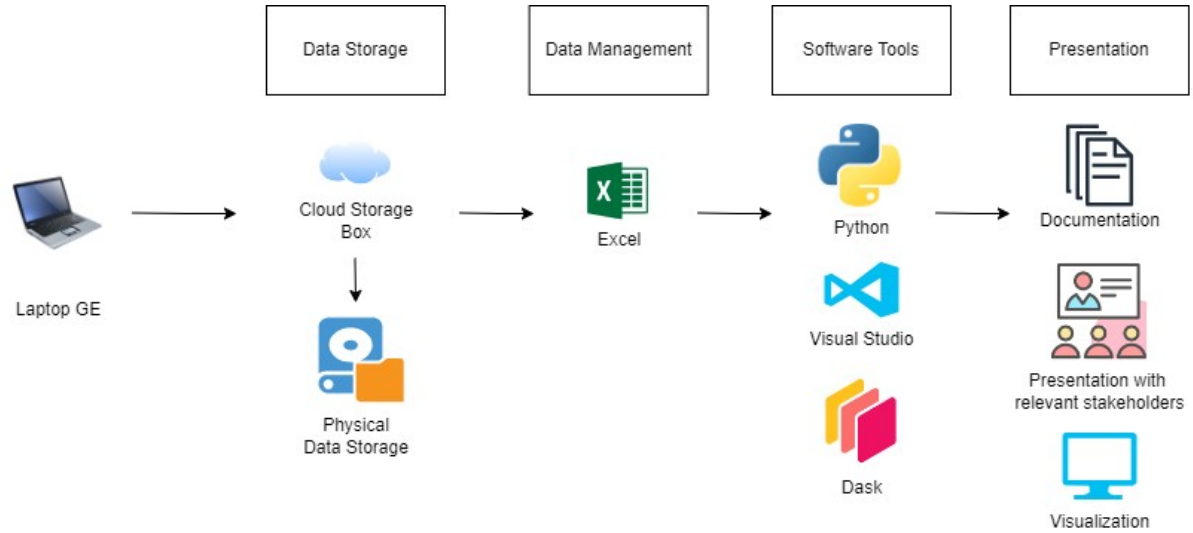 Data Storage
Data Management
Software Tools
Presentation
Laptop GE
Cloud Storage
Box
Physical
Data Storage
X
Excel
Python
Visual Studio
Dask
Documentation
Presentation with
relevant stakeholders
Visualization